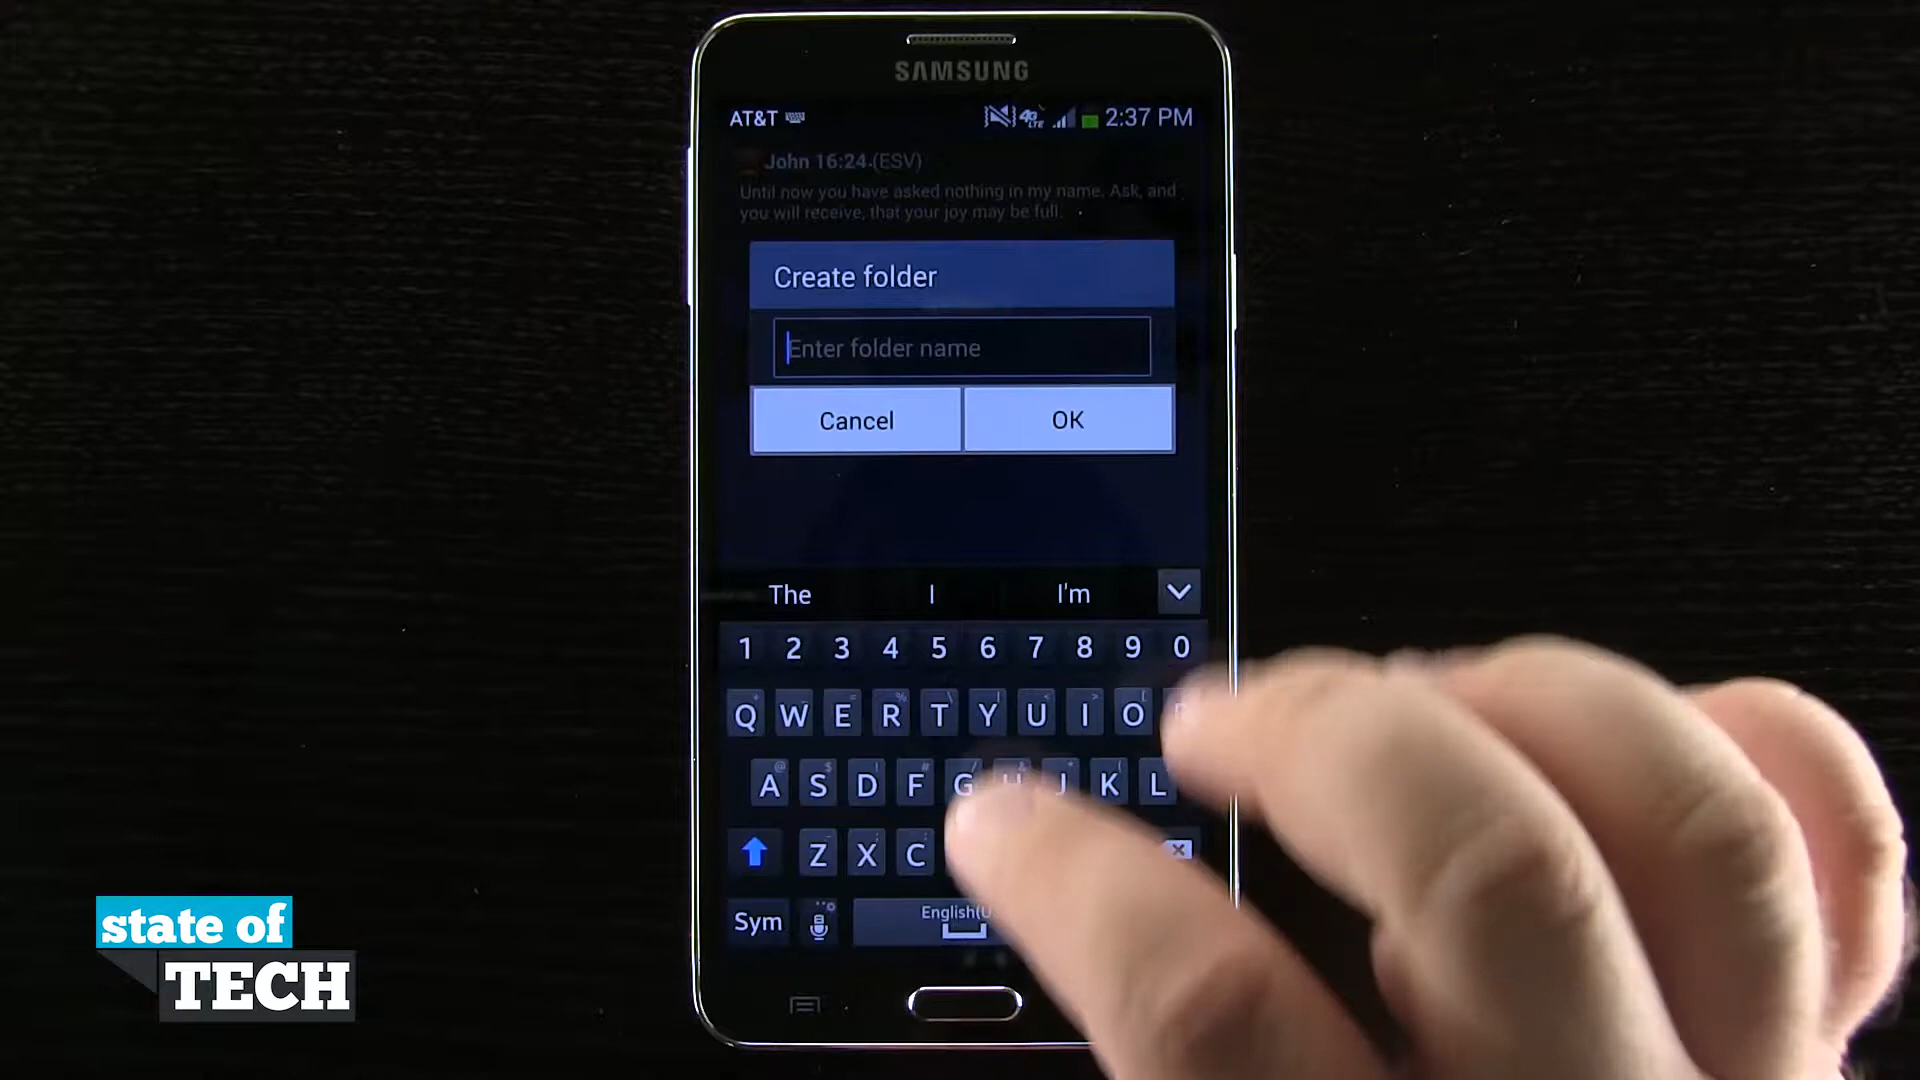 SAMSUNG
AT&T
4G LTE
2:37 PM
John 16:24 (ESV)
Until now you have asked nothing in my name. Ask, and
you will receive, that your joy may be full.
Create folder
Enter folder name
Cancel OK
The I I'm
1 2 3 4 5 6 7 8 9 0
Q W E R T Y U I O
A S D F G H J K L
Z X C
Sym English(U
state of
TECH